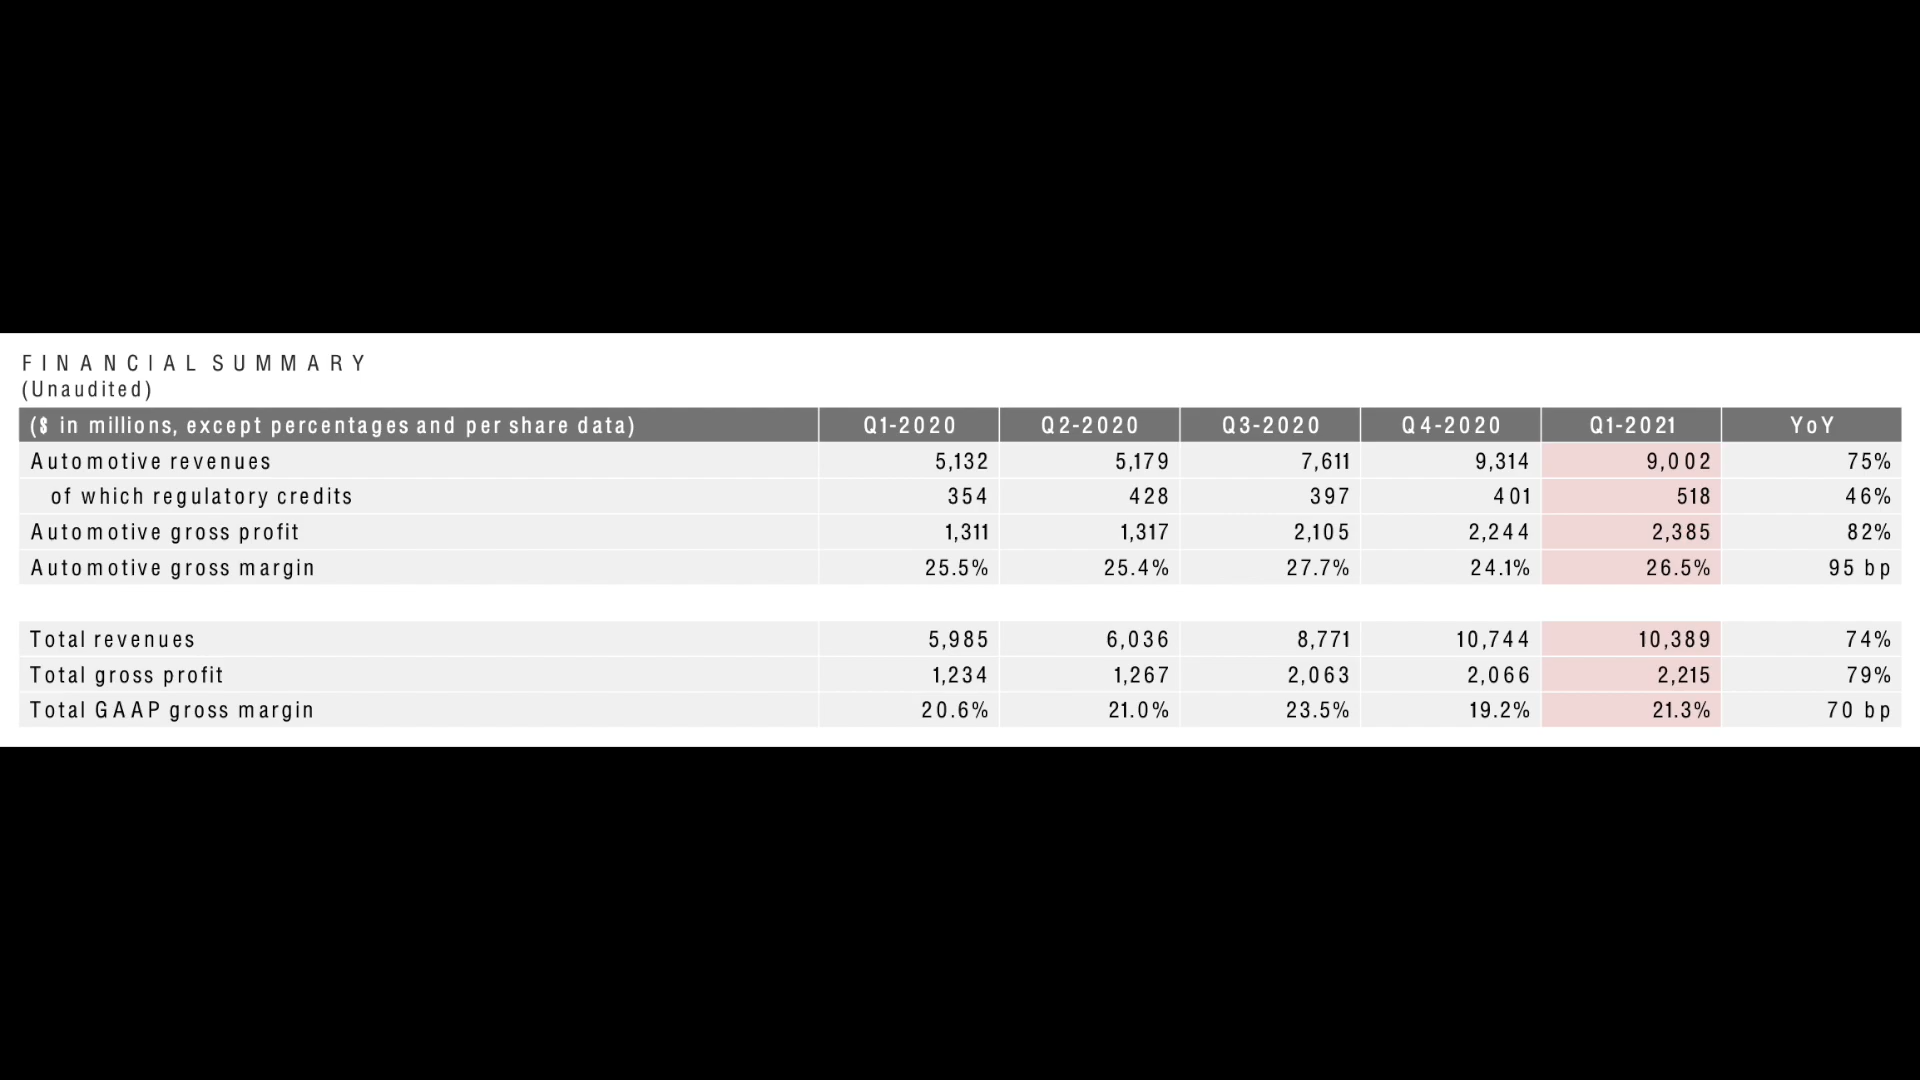 FINANCIAL SUMMARY
(Unaudited)
($ in millions, except percentages and per share data) Q1-2020 Q2-2020 Q3-2020 Q4-2020 Q1-2021 YoY
Automotive revenues 5,132 5,179 7,611 9,314 9,002 75%
of which regulatory credits 354 428 397 401 518 46%
Automotive gross profit 1,311 1,317 2,105 2,244 2,385 82%
Automotive gross margin 25.5% 25.4% 27.7% 24.1% 26.5% 95 bp
Total revenues 5,985 6,036 8,771 10,744 10,389 74%
Total gross profit 1,234 1,267 2,063 2,066 2,215 79%
Total GAAP gross margin 20.6% 21.0% 23.5% 19.2% 21.3% 70 bp